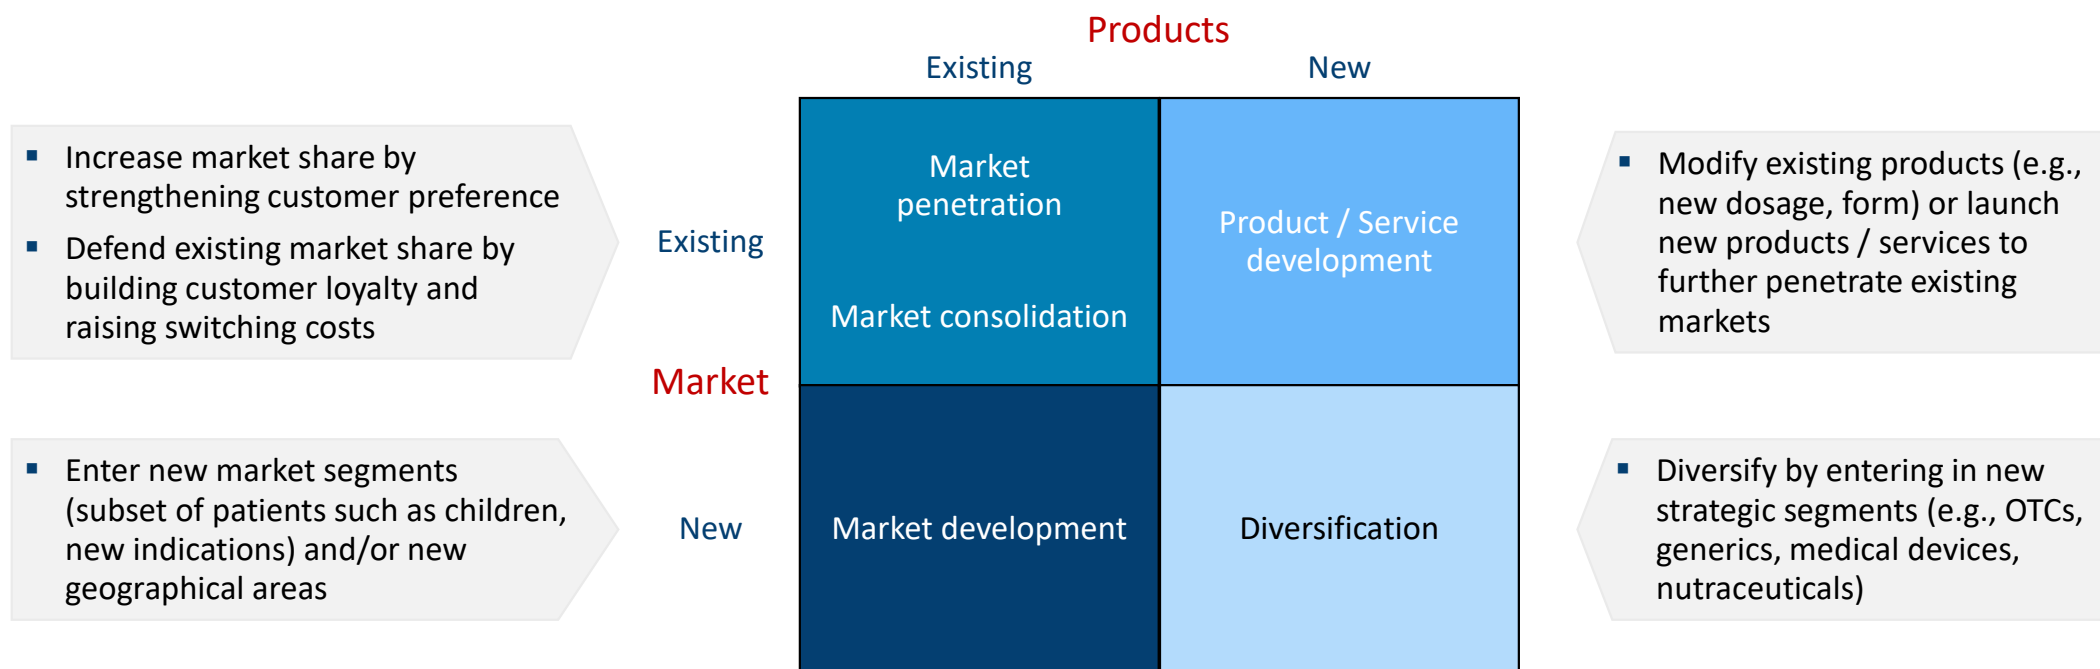 Products
Existing
New
▪ Increase market share by
strengthening customer preference
▪ Defend existing market share by
building customer loyalty and
raising switching costs
Existing
Market
penetration
Market consolidation
Product / Service
development
▪ Modify existing products (e.g.,
new dosage, form) or launch
new products / services to
further penetrate existing
markets
Market
▪ Enter new market segments
(subset of patients such as children,
new indications) and/or new
geographical areas
New
Market development
Diversification
▪ Diversify by entering in new
strategic segments (e.g., OTCs,
generics, medical devices,
nutraceuticals)